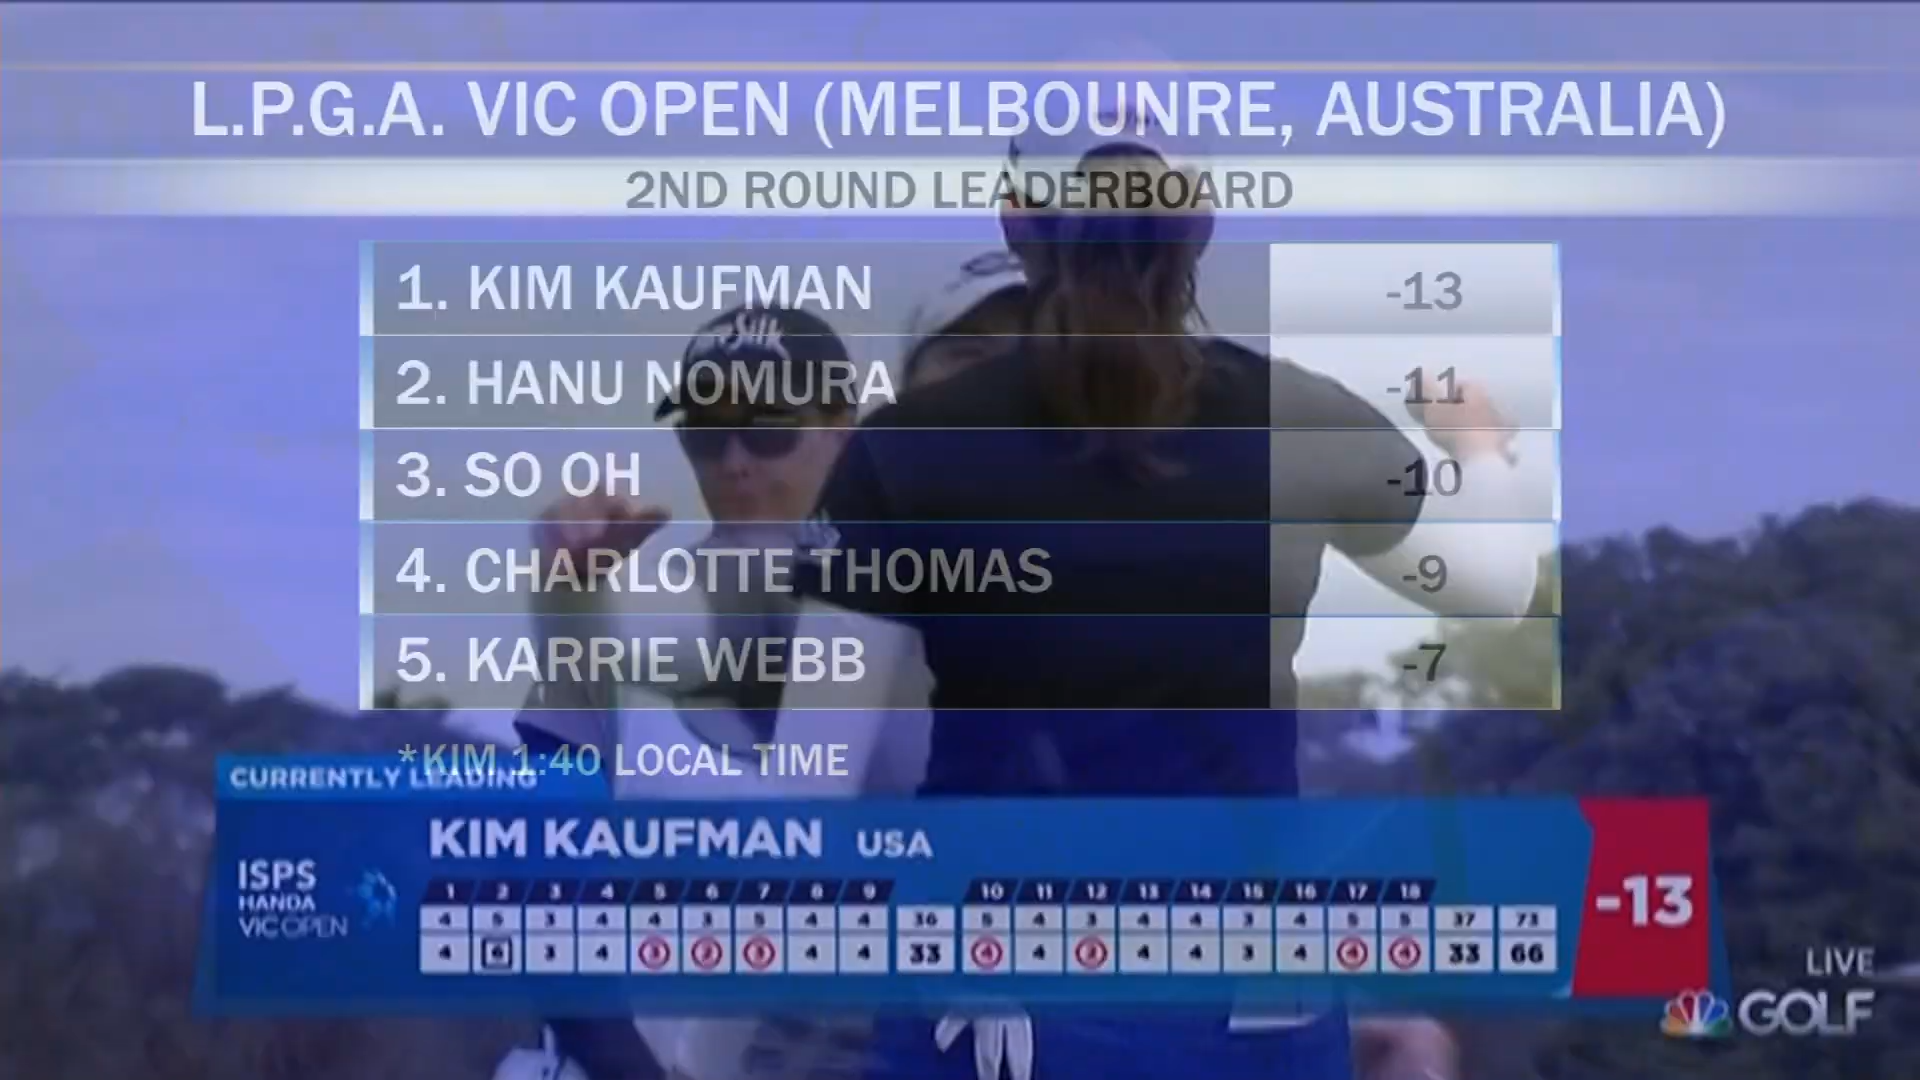 L.P.G.A. VIC OPEN (MELBOUNRE, AUSTRALIA)
2ND ROUND LEADERBOARD
1. KIM KAUFMAN -13
2. HANU NOMURA -11
3. SO OH -10
4. CHARLOTTE THOMAS -9
5. KARRIE WEBB -7
*KIM 1:40 LOCAL TIME
CURRENTLY LEADING
KIM KAUFMAN USA
ISPS
HANDA
VIC OPEN
1 2 3 4 5 6 7 8 9 10 11 12 13 14 15 16 17 18
4 5 3 4 4 3 5 4 4 36 5 4 3 4 4 3 4 5 5 37 73
4 6 3 4 3 2 3 4 4 33 4 4 2 4 4 3 4 4 4 33 66
-13
LIVE
GOLF